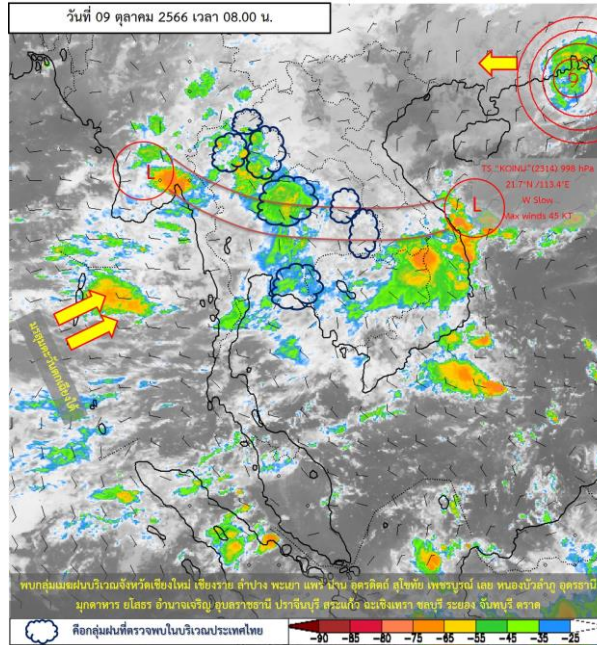 วันที่ 09 ตุลาคม 2566 เวลา 08.00 น.
L
L
TS "KOINU"(2314) 998 hPa
21.7°N /113.4°E
W Slow
Max winds 45 KT
มรสุมตะวันตกเฉียงใต้
พบกลุ่มเมฆฝนบริเวณจังหวัดเชียงใหม่ เชียงราย ลำปาง พะเยา แพร่ น่าน อุตรดิตถ์ สุโขทัย เพชรบูรณ์ เลย หนองบัวลำภู อุดรธานี
มุกดาหาร ยโสธร อำนาจเจริญ อุบลราชธานี ปราจีนบุรี สระแก้ว ฉะเชิงเทรา ชลบุรี ระยอง จันทบุรี ตราด
คือกลุ่มฝนที่ตรวจพบในบริเวณประเทศไทย
-90 -85 -80 -75 -65 -55 -45 -35 -25